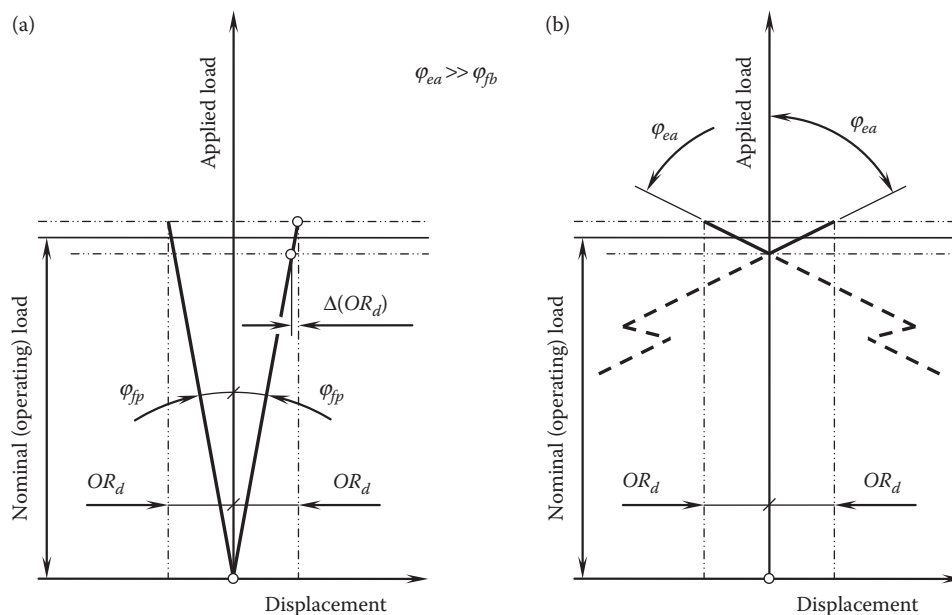 (a)
Applied load
φea >> φfb
Δ(ORd)
Nominal (operating) load
φfp
φfp
ORd
ORd
Displacement
(b)
Applied load
φea
φea
Nominal (operating) load
ORd
ORd
Displacement